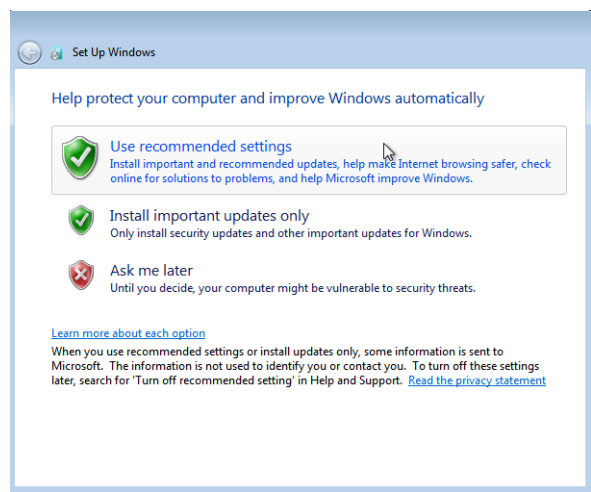 Set Up Windows
Help protect your computer and improve Windows automatically
Use recommended settings
Install important and recommended updates, help make Internet browsing safer, check
online for solutions to problems, and help Microsoft improve Windows.
Install important updates only
Only install security updates and other important updates for Windows.
Ask me later
Until you decide, your computer might be vulnerable to security threats.
Learn more about each option
When you use recommended settings or install updates only, some information is sent to
Microsoft.  The information is not used to identify you or contact you.  To turn off these settings
later, search for 'Turn off recommended setting' in Help and Support.  Read the privacy statement